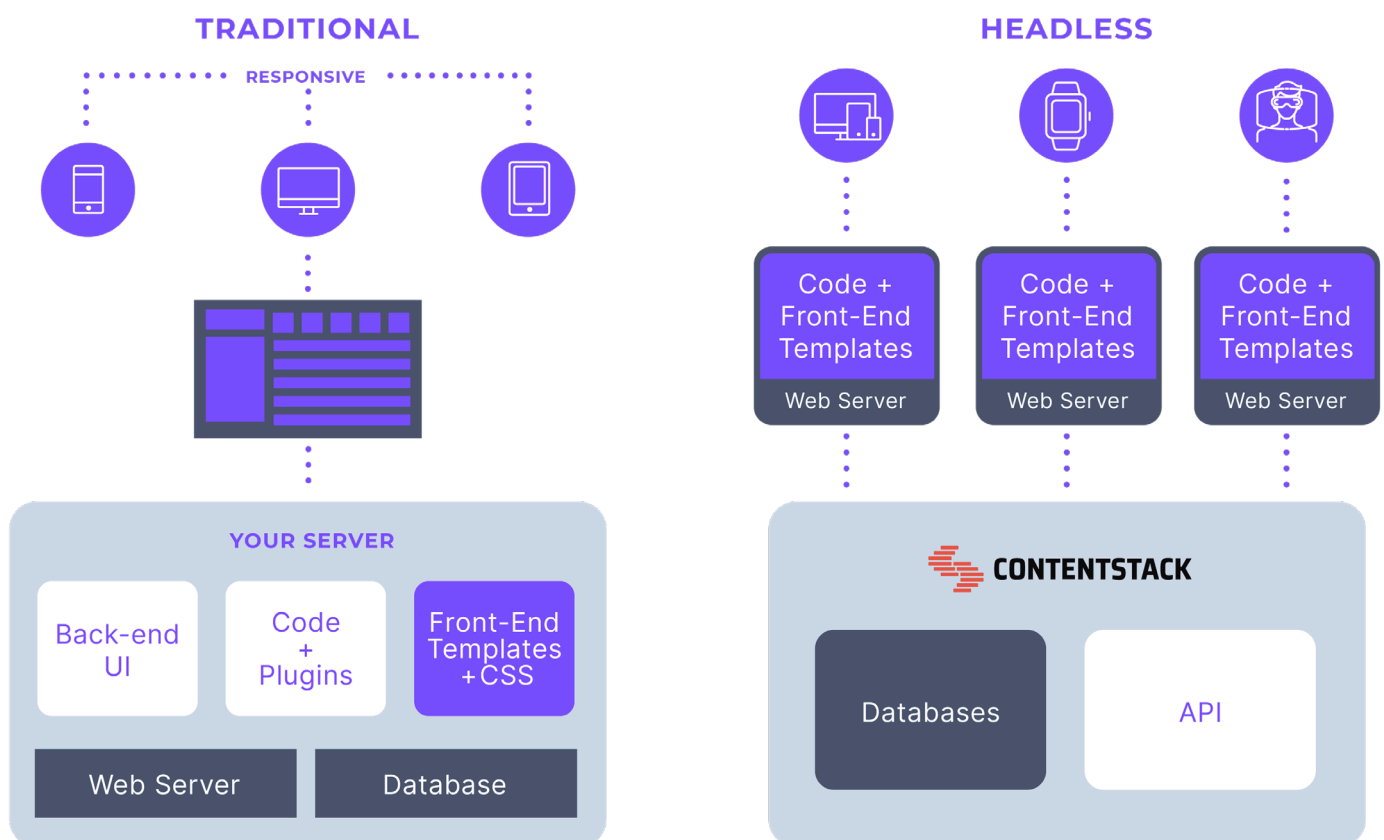 TRADITIONAL
RESPONSIVE
YOUR SERVER
Back-end
UI
Code
+
Plugins
Front-End
Templates
+CSS
Web Server
Database
HEADLESS
Code +
Front-End
Templates
Web Server
Code +
Front-End
Templates
Web Server
Code +
Front-End
Templates
Web Server
CONTENTSTACK
Databases
API